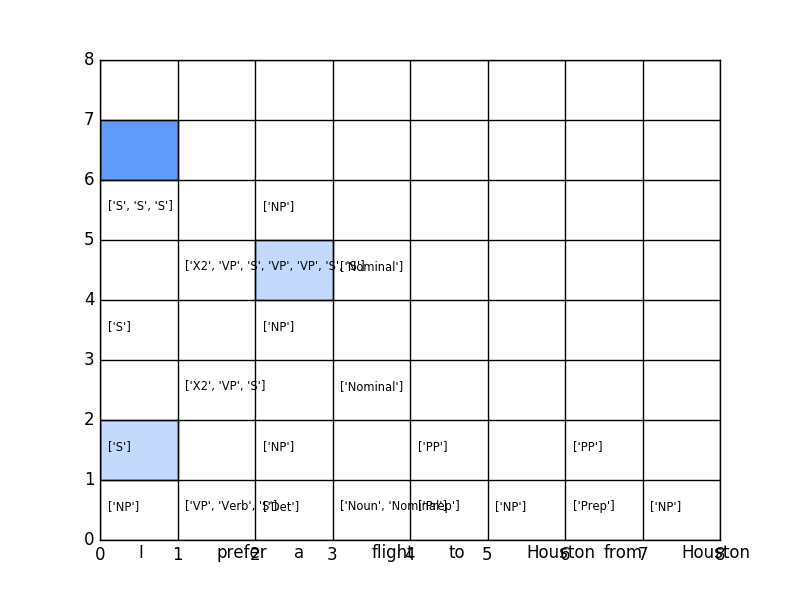 8
7
6
['S', 'S', 'S'] ['NP']
5
['X2', 'VP', 'S', 'VP', 'VP', 'S', 'S'] ['Nominal']
4
['S'] ['NP']
3
['X2', 'VP', 'S'] ['Nominal']
2
['S'] ['NP'] ['PP'] ['PP']
1
['NP'] ['VP', 'Verb', 'S'] ['Det'] ['Noun', 'Nominal'] ['Prep'] ['NP'] ['Prep'] ['NP']
0
0 1 2 3 4 5 6 7 8
I prefer a flight to Houston from Houston